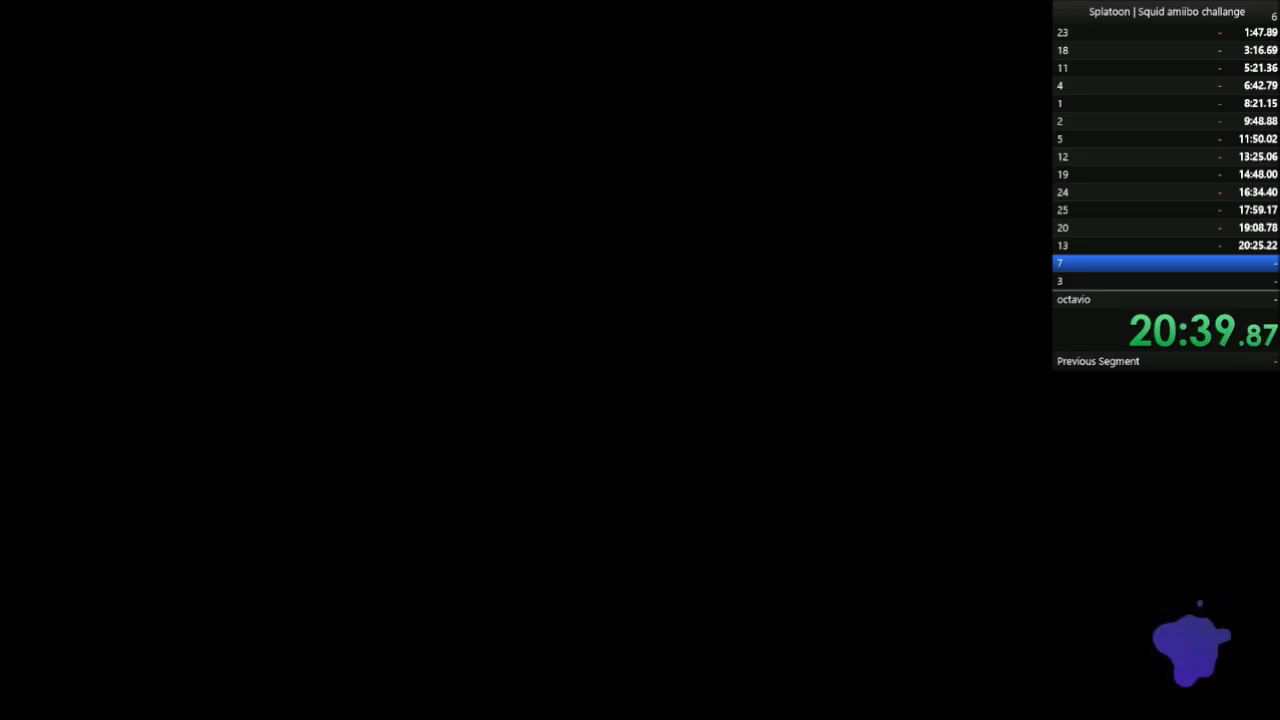 Splatoon | Squid amiibo challange
6
23 - 1:47.89
18 - 3:16.69
11 - 5:21.36
4 - 6:42.79
1 - 8:21.15
2 - 9:48.88
5 - 11:50.02
12 - 13:25.06
19 - 14:48.00
24 - 16:34.40
25 - 17:59.17
20 - 19:08.78
13 - 20:25.22
7 -
3 -
octavio -
20:39.87
Previous Segment -